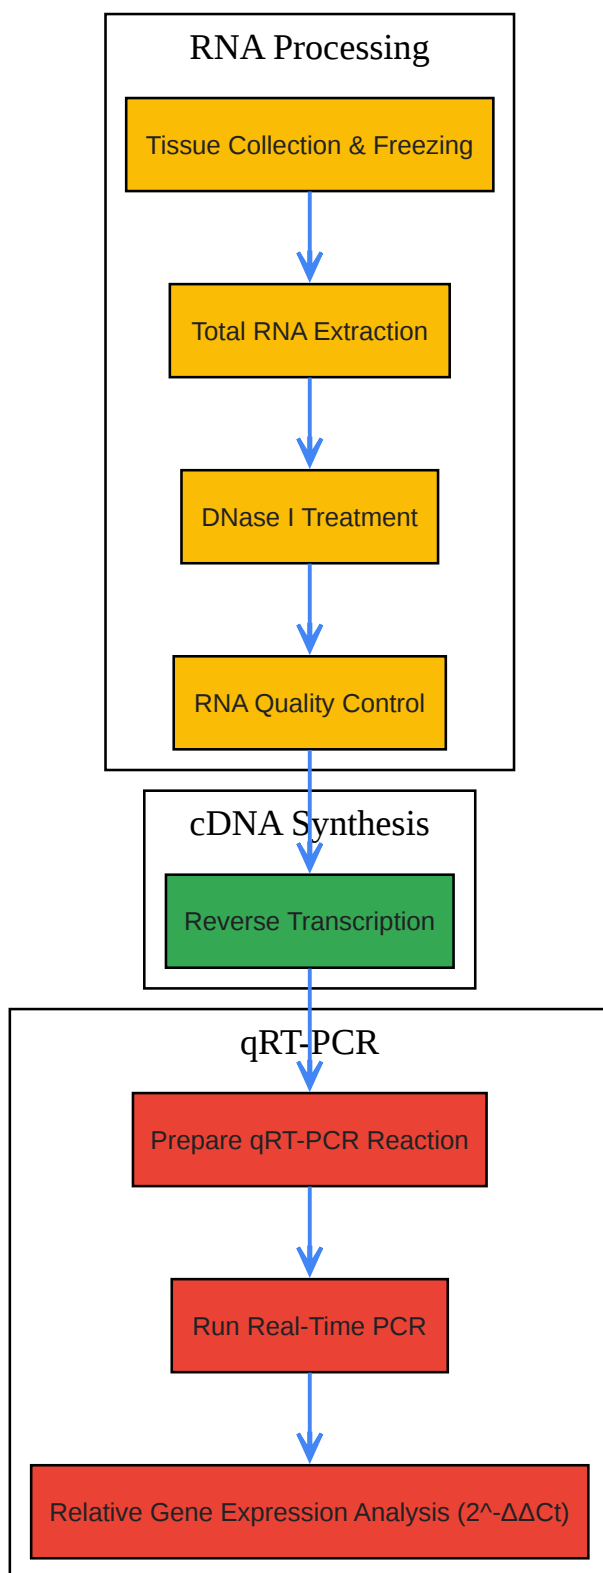 RNA Processing
Tissue Collection & Freezing
Total RNA Extraction
DNase I Treatment
RNA Quality Control
cDNA Synthesis
Reverse Transcription
qRT-PCR
Prepare qRT-PCR Reaction
Run Real-Time PCR
Relative Gene Expression Analysis (2^-ΔΔCt)